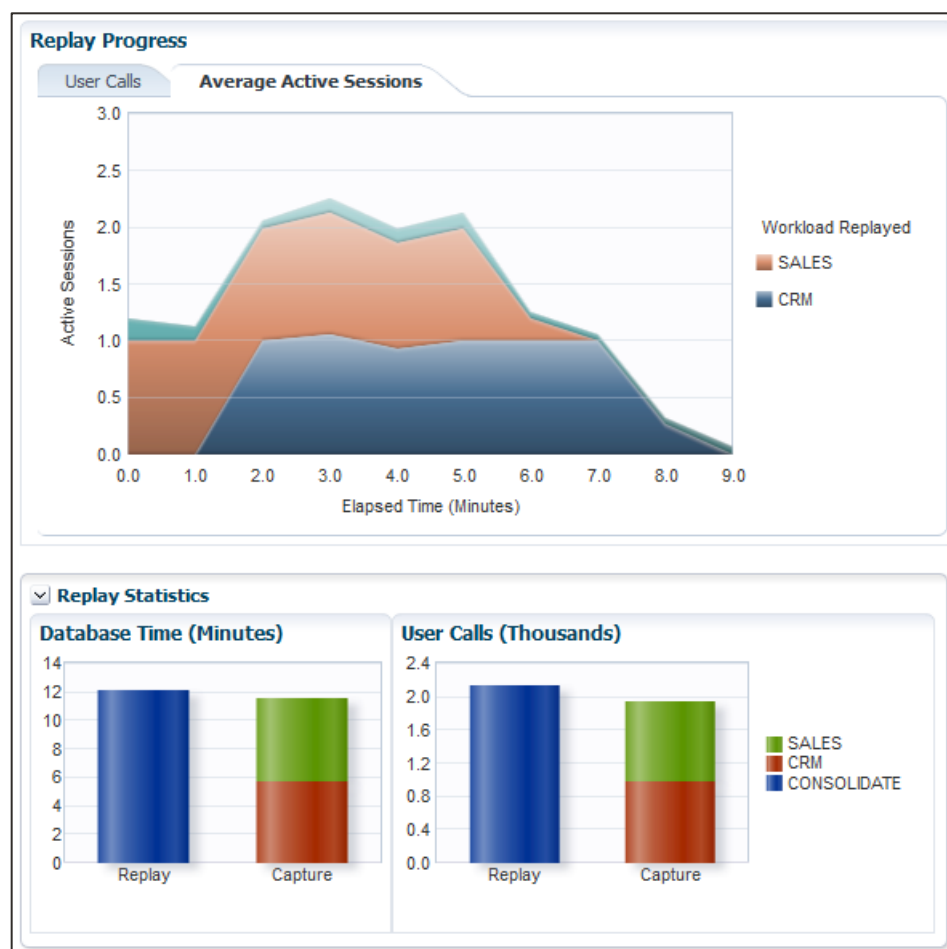 Replay Progress
User Calls
Average Active Sessions
3.0
2.5
2.0
1.5
1.0
0.5
0.0
Active Sessions
0.0 1.0 2.0 3.0 4.0 5.0 6.0 7.0 8.0 9.0
Elapsed Time (Minutes)
Workload Replayed
SALES
CRM
Replay Statistics
Database Time (Minutes)
14
12
10
8
6
4
2
0
Replay Capture
User Calls (Thousands)
2.4
2.0
1.6
1.2
0.8
0.4
0.0
Replay Capture
SALES
CRM
CONSOLIDATE